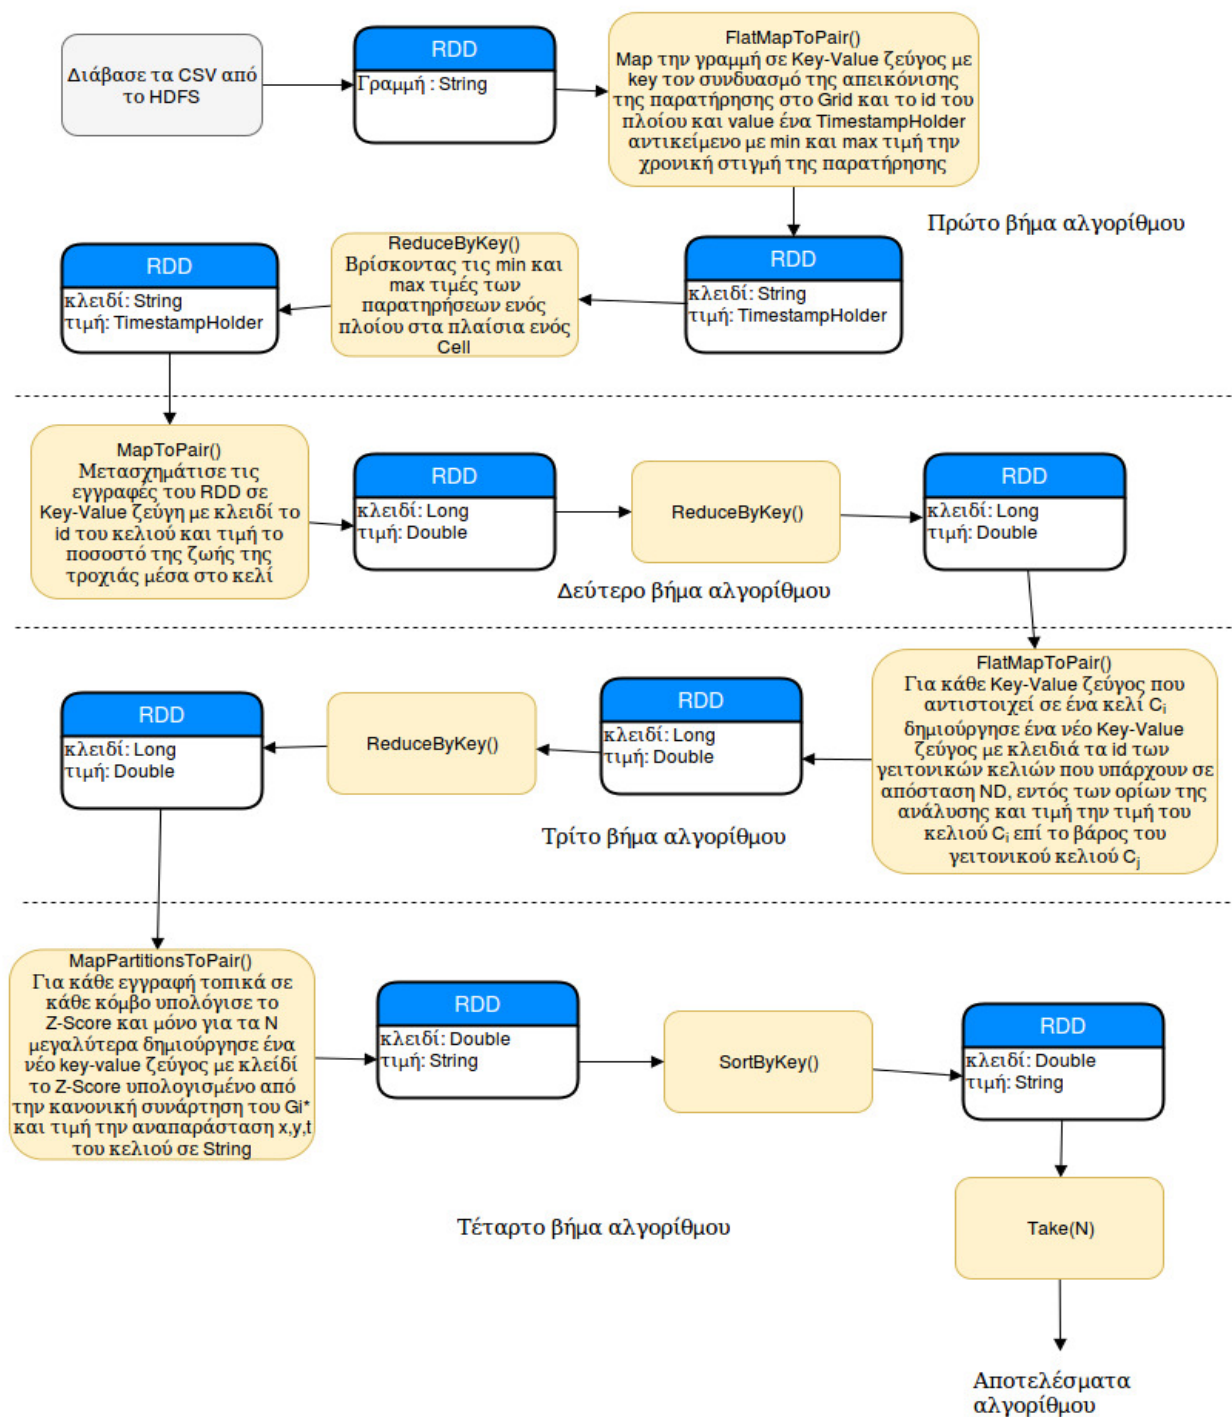 Διάβασε τα CSV από
το HDFS
RDD
Γραμμή : String
FlatMapToPair()
Map την γραμμή σε Key-Value ζεύγος με
key τον συνδυασμό της απεικόνισης
της παρατήρησης στο Grid και το id του
πλοίου και value ένα TimestampHolder
αντικείμενο με min και max τιμή την
χρονική στιγμή της παρατήρησης
Πρώτο βήμα αλγορίθμου
RDD
κλειδί: String
τιμή: TimestampHolder
ReduceByKey()
Βρίσκοντας τις min και
max τιμές των
παρατηρήσεων ενός
πλοίου στα πλαίσια ενός
Cell
RDD
κλειδί: String
τιμή: TimestampHolder
MapToPair()
Μετασχημάτισε τις
εγγραφές του RDD σε
Key-Value ζεύγη με κλειδί το
id του κελιού και τιμή το
ποσοστό της ζωής της
τροχιάς μέσα στο κελί
RDD
κλειδί: Long
τιμή: Double
ReduceByKey()
RDD
κλειδί: Long
τιμή: Double
Δεύτερο βήμα αλγορίθμου
FlatMapToPair()
Για κάθε Key-Value ζεύγος που
αντιστοιχεί σε ένα κελί Ci
δημιούργησε ένα νέο Key-Value
ζεύγος με κλειδιά τα id των
γειτονικών κελιών που υπάρχουν σε
απόσταση ND, εντός των ορίων της
ανάλυσης και τιμή την τιμή του
κελιού Ci επί το βάρος του
γειτονικού κελιού Cj
RDD
κλειδί: Long
τιμή: Double
ReduceByKey()
RDD
κλειδί: Long
τιμή: Double
Τρίτο βήμα αλγορίθμου
MapPartitionsToPair()
Για κάθε εγγραφή τοπικά σε
κάθε κόμβο υπολόγισε το
Z-Score και μόνο για τα N
μεγαλύτερα δημιούργησε ένα
νέο key-value ζεύγος με κλείδί
το Z-Score υπολογισμένο από
την κανονική συνάρτηση του Gi*
και τιμή την αναπαράσταση x,y,t
του κελιού σε String
RDD
κλειδί: Double
τιμή: String
SortByKey()
RDD
κλειδί: Double
τιμή: String
Take(N)
Τέταρτο βήμα αλγορίθμου
Αποτελέσματα
αλγορίθμου